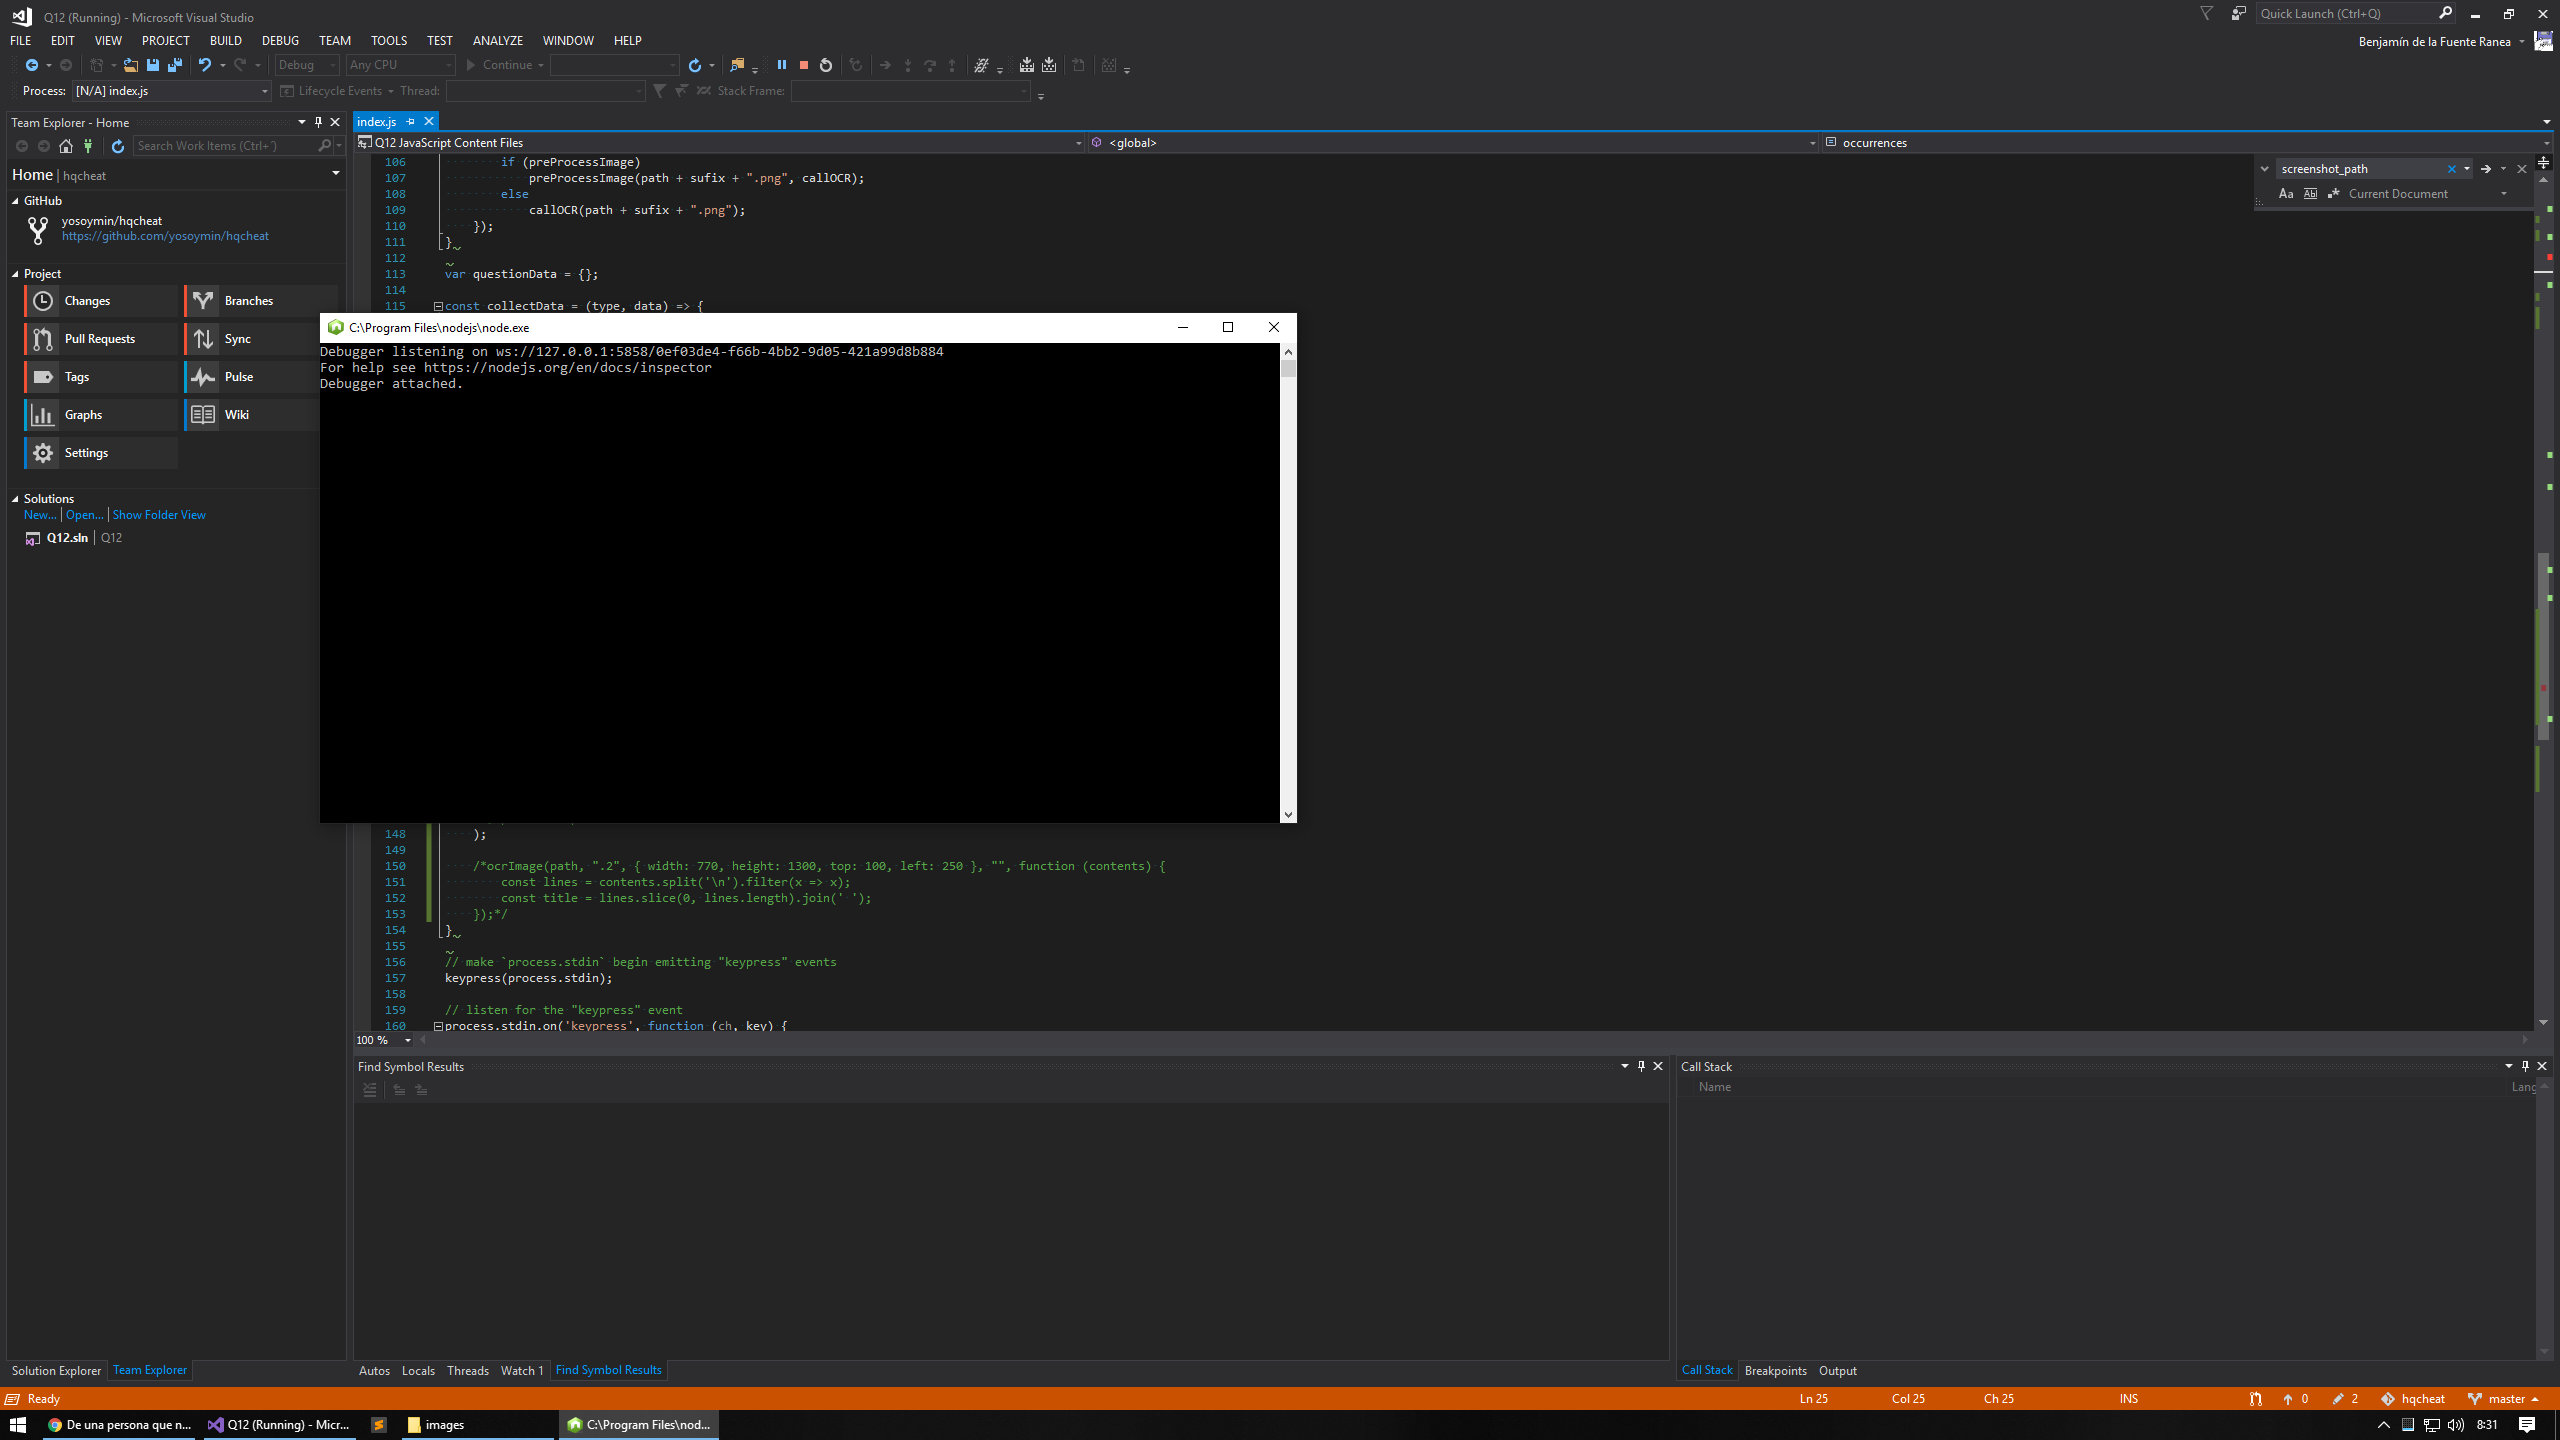 Q12 (Running) - Microsoft Visual Studio
Quick Launch (Ctrl+Q)
FILE EDIT VIEW PROJECT BUILD DEBUG TEAM TOOLS TEST ANALYZE WINDOW HELP
Benjamín de la Fuente Ranea
Debug Any CPU Continue
Process: [N/A] index.js Lifecycle Events Thread: Stack Frame:
Team Explorer - Home
Search Work Items (Ctrl+´)
Home | hqcheat
GitHub
yosoymin/hqcheat
https://github.com/yosoymin/hqcheat
Project
Changes Branches
Pull Requests Sync
Tags Pulse
Graphs Wiki
Settings
Solutions
New... | Open... | Show Folder View
Q12.sln | Q12
index.js
Q12 JavaScript Content Files <global> occurrences
screenshot_path
Aa Ab Current Document
106 if (preProcessImage)
107 preProcessImage(path + sufix + ".png", callOCR);
108 else
109 callOCR(path + sufix + ".png");
110 });
111 }
112
113 var questionData = {};
114
115 const collectData = (type, data) => {
C:\Program Files\nodejs\node.exe
Debugger listening on ws://127.0.0.1:5858/0ef03de4-f66b-4bb2-9d05-421a99d8b884
For help see https://nodejs.org/en/docs/inspector
Debugger attached.
148 );
149
150 /*ocrImage(path, ".2", { width: 770, height: 1300, top: 100, left: 250 }, "", function (contents) {
151 const lines = contents.split('\n').filter(x => x);
152 const title = lines.slice(0, lines.length).join(' ');
153 });*/
154 }
155
156 // make `process.stdin` begin emitting "keypress" events
157 keypress(process.stdin);
158
159 // listen for the "keypress" event
160 process.stdin.on('keypress', function (ch, key) {
100 %
Find Symbol Results
Call Stack
Name Lang
Solution Explorer Team Explorer
Autos Locals Threads Watch 1 Find Symbol Results
Call Stack Breakpoints Output
Ready Ln 25 Col 25 Ch 25 INS 0 2 hqcheat master
De una persona que n... Q12 (Running) - Micr... images C:\Program Files\nod... 8:31